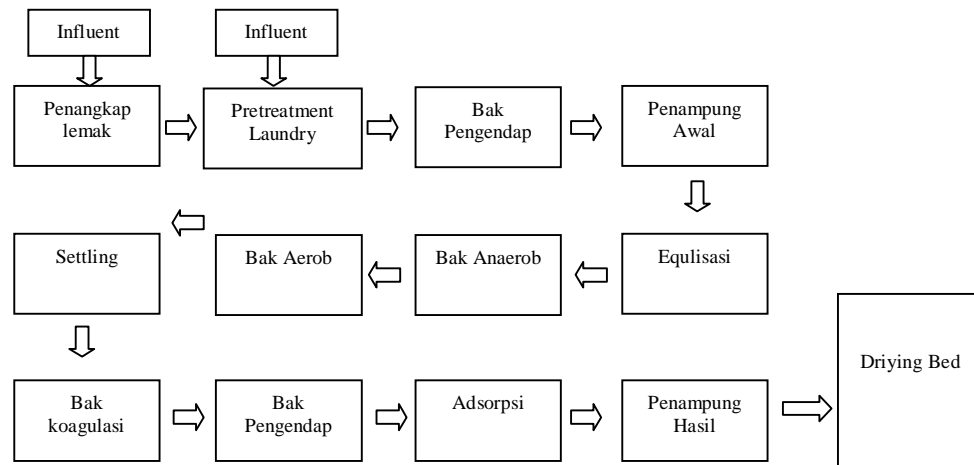 Influent
Influent
Penangkap
lemak
Pretreatment
Laundry
Bak
Pengendap
Penampung
Awal
Settling
Bak Aerob
Bak Anaerob
Equlisasi
Driying Bed
Bak
koagulasi
Bak
Pengendap
Adsorpsi
Penampung
Hasil